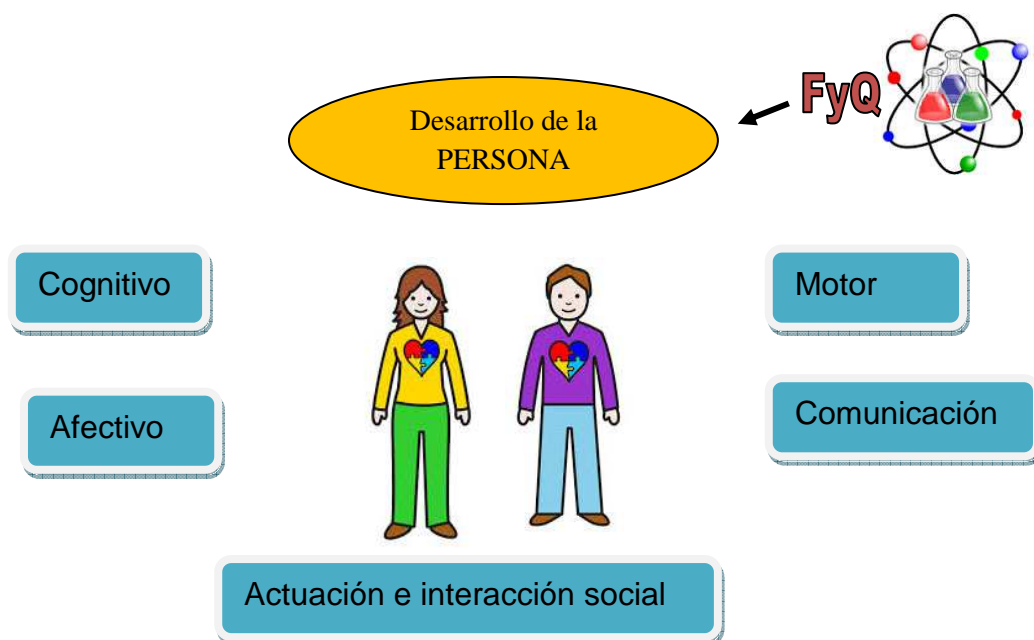 FyQ
Desarrollo de la
PERSONA
Cognitivo
Motor
Afectivo
Comunicación
Actuación e interacción social